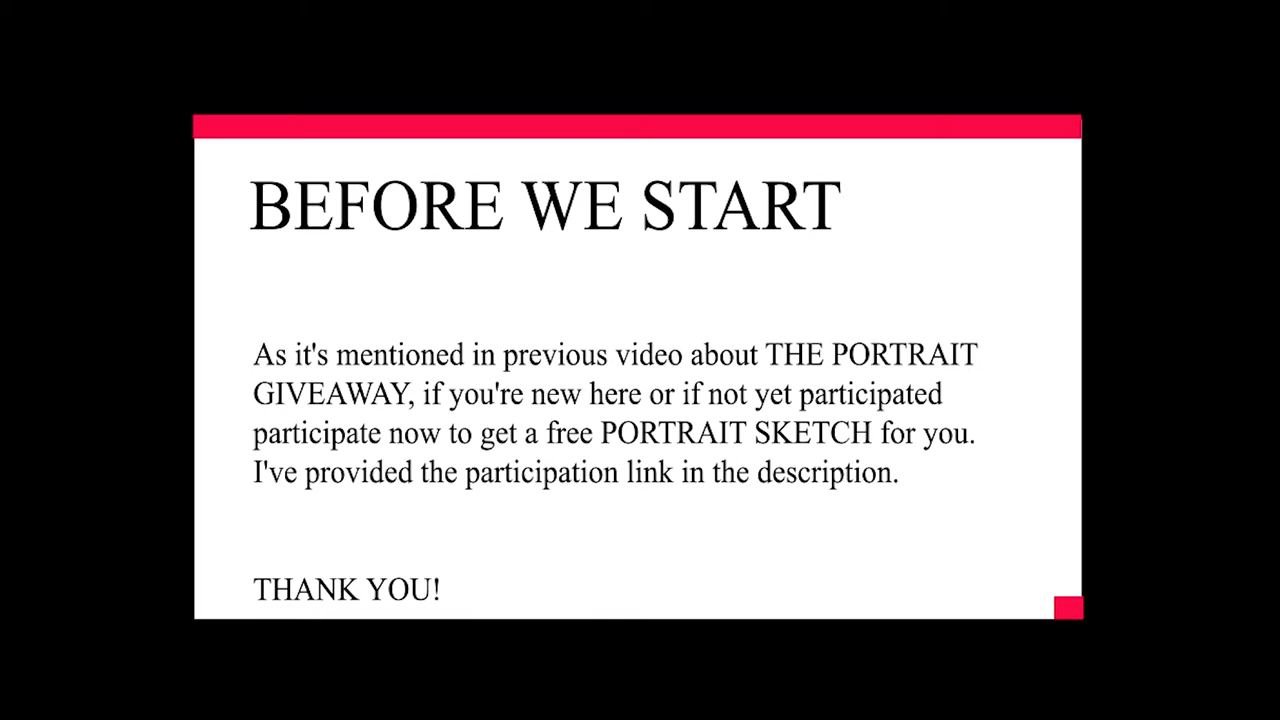 BEFORE WE START
As it's mentioned in previous video about THE PORTRAIT
GIVEAWAY, if you're new here or if not yet participated
participate now to get a free PORTRAIT SKETCH for you.
I've provided the participation link in the description.
THANK YOU!